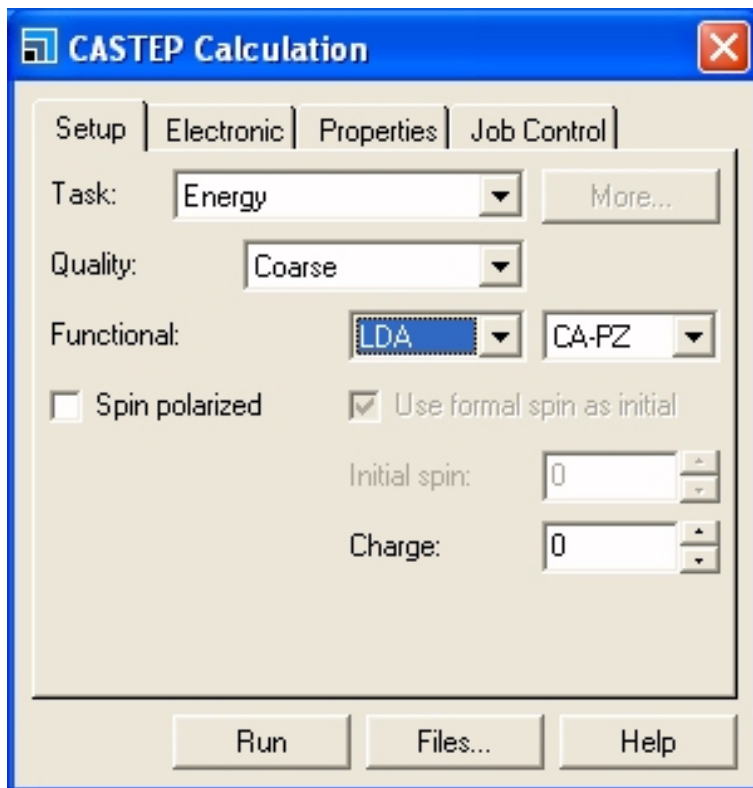 CASTEP Calculation
Setup Electronic Properties Job Control
Task: Energy More...
Quality: Coarse
Functional: LDA CA-PZ
Spin polarized Use formal spin as initial
Initial spin: 0
Charge: 0
Run Files... Help